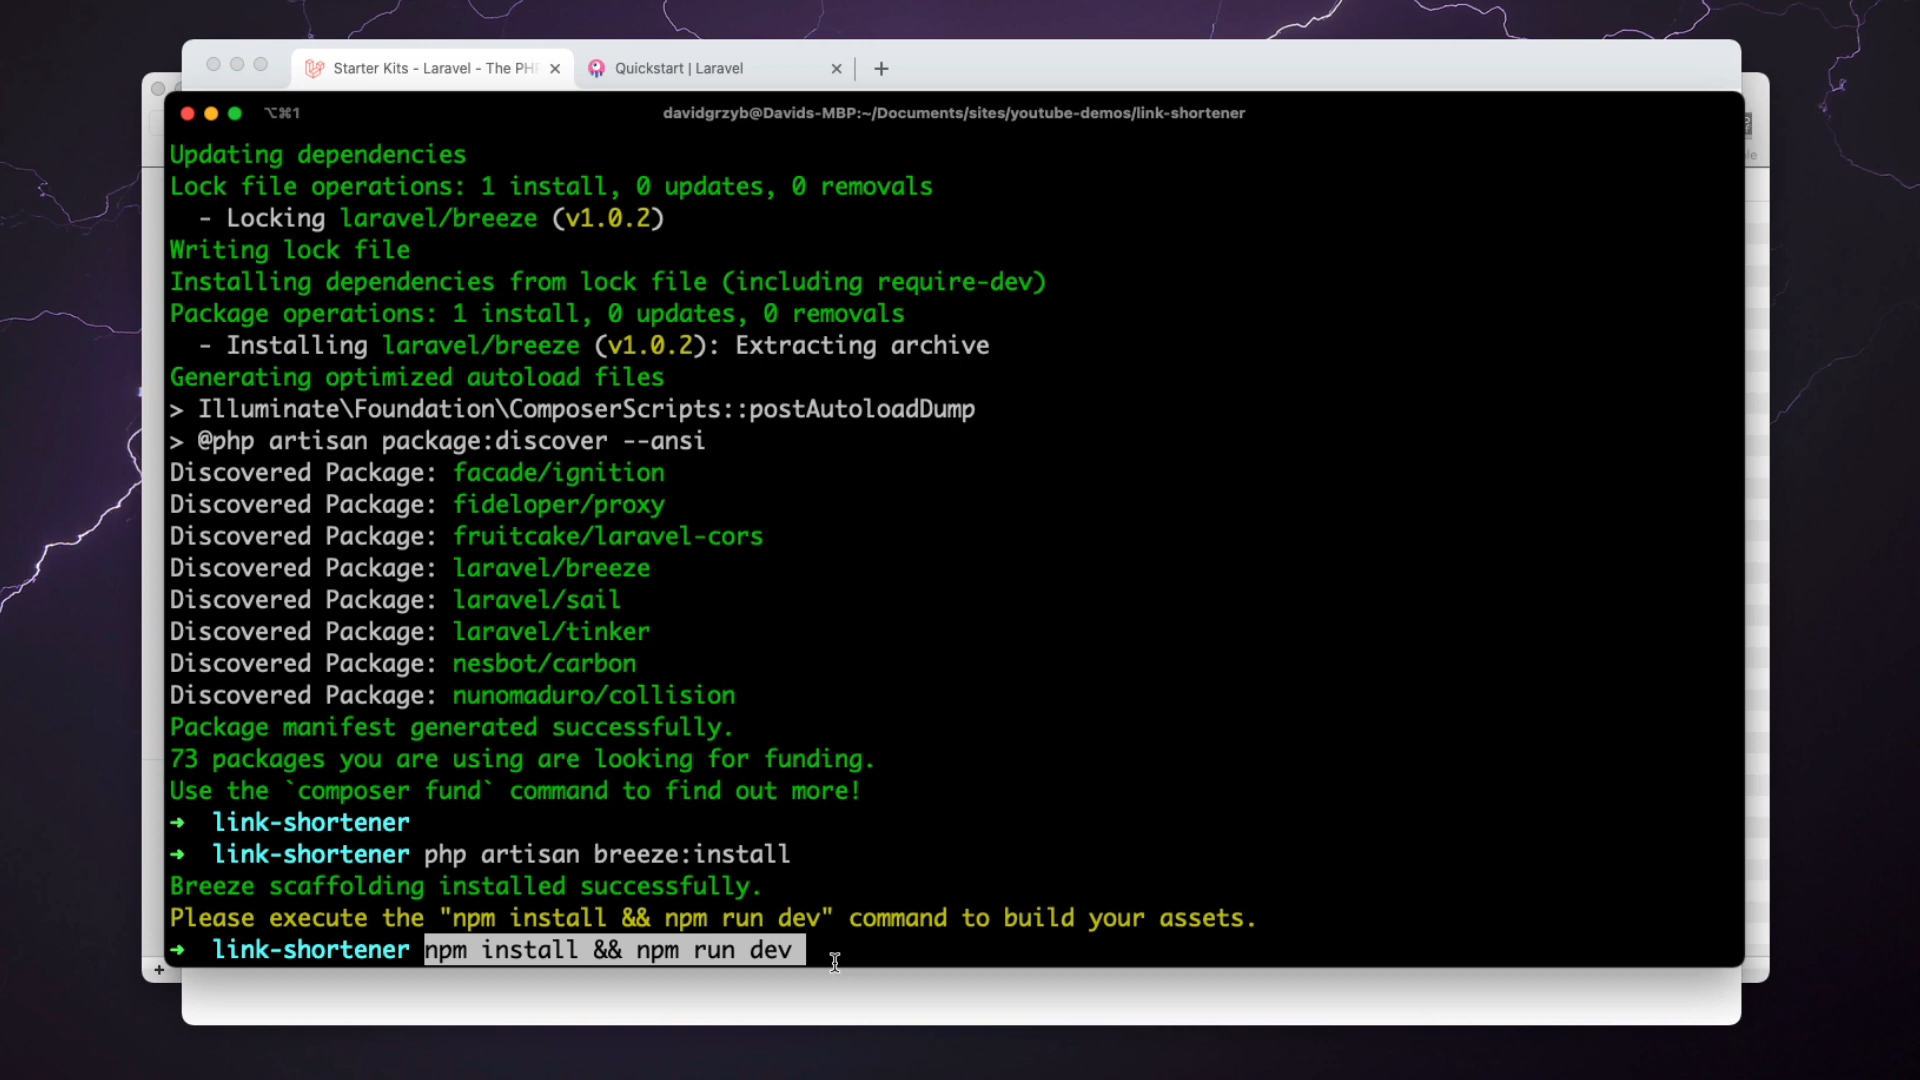 Starter Kits - Laravel - The PH
Quickstart | Laravel
⌥⌘1
davidgrzyb@Davids-MBP:~/Documents/sites/youtube-demos/link-shortener
Updating dependencies
Lock file operations: 1 install, 0 updates, 0 removals
- Locking laravel/breeze (v1.0.2)
Writing lock file
Installing dependencies from lock file (including require-dev)
Package operations: 1 install, 0 updates, 0 removals
- Installing laravel/breeze (v1.0.2): Extracting archive
Generating optimized autoload files
> Illuminate\Foundation\ComposerScripts::postAutoloadDump
> @php artisan package:discover --ansi
Discovered Package: facade/ignition
Discovered Package: fideloper/proxy
Discovered Package: fruitcake/laravel-cors
Discovered Package: laravel/breeze
Discovered Package: laravel/sail
Discovered Package: laravel/tinker
Discovered Package: nesbot/carbon
Discovered Package: nunomaduro/collision
Package manifest generated successfully.
73 packages you are using are looking for funding.
Use the `composer fund` command to find out more!
➜ link-shortener
➜ link-shortener php artisan breeze:install
Breeze scaffolding installed successfully.
Please execute the "npm install && npm run dev" command to build your assets.
➜ link-shortener npm install && npm run dev